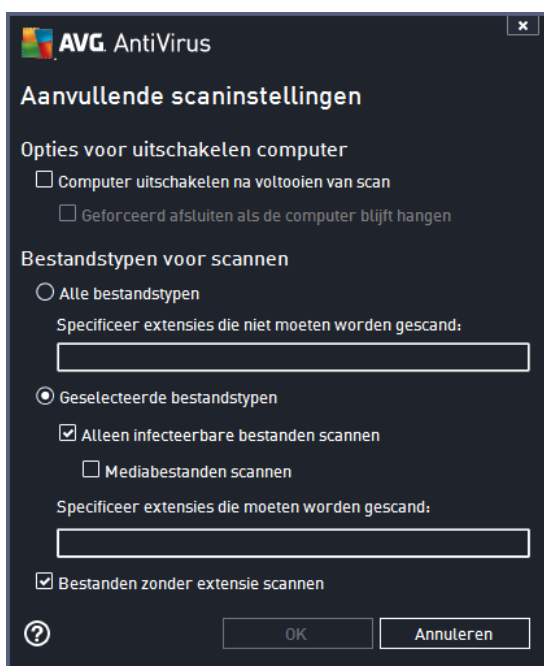 AVG. AntiVirus
Aanvullende scaninstellingen
Opties voor uitschakelen computer
Computer uitschakelen na voltooien van scan
Geforceerd afsluiten als de computer blijft hangen
Bestandstypen voor scannen
Alle bestandstypen
Specificeer extensies die niet moeten worden gescand:
Geselecteerde bestandstypen
Alleen infecteerbare bestanden scannen
Mediabestanden scannen
Specificeer extensies die moeten worden gescand:
Bestanden zonder extensie scannen
?
OK
Annuleren